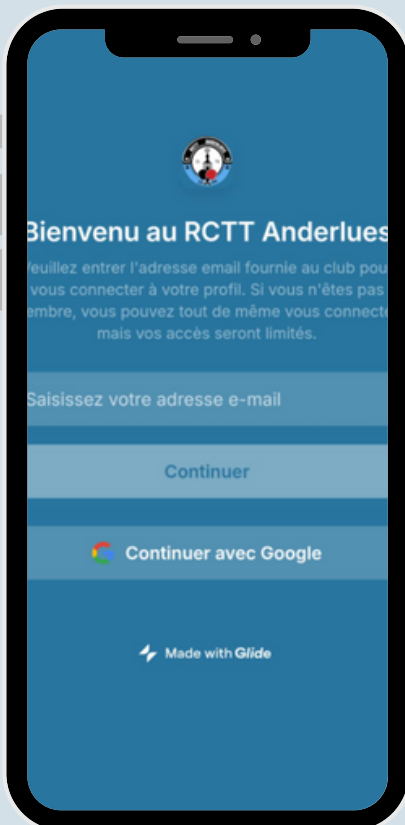 Bienvenu au RCTT Anderlues
Veuillez entrer l'adresse email fournie au club pou
vous connecter à votre profil. Si vous n'êtes pas
embre, vous pouvez tout de même vous connecte
mais vos accès seront limités.
Saisissez votre adresse e-mail
Continuer
Continuer avec Google
Made with Glide